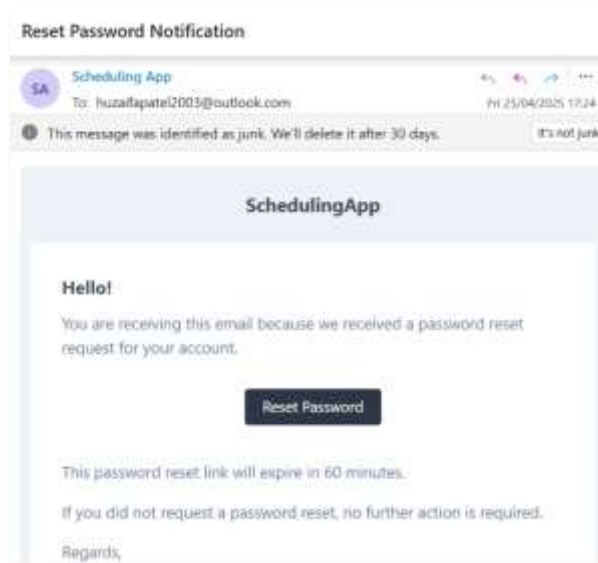 Reset Password Notification
SA
Scheduling App
To: huzaifapatel2003@outlook.com
Fri 25/04/2025 17:24
This message was identified as junk. We'll delete it after 30 days.
It's not junk
SchedulingApp
Hello!
You are receiving this email because we received a password reset
request for your account.
Reset Password
This password reset link will expire in 60 minutes.
If you did not request a password reset, no further action is required.
Regards,